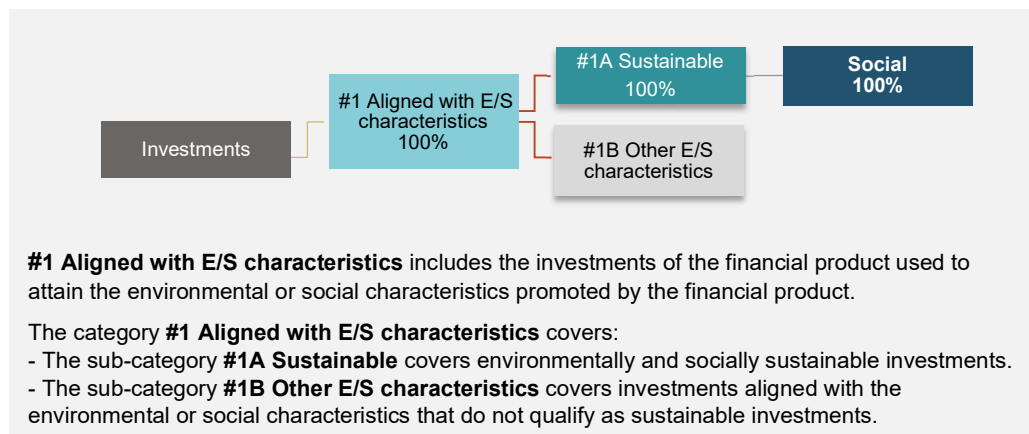 #1A Sustainable
100%
Social
100%
#1 Aligned with E/S
characteristics
100%
Investments
#1B Other E/S
characteristics
#1 Aligned with E/S characteristics includes the investments of the financial product used to
attain the environmental or social characteristics promoted by the financial product.
The category #1 Aligned with E/S characteristics covers:
- The sub-category #1A Sustainable covers environmentally and socially sustainable investments.
- The sub-category #1B Other E/S characteristics covers investments aligned with the
environmental or social characteristics that do not qualify as sustainable investments.